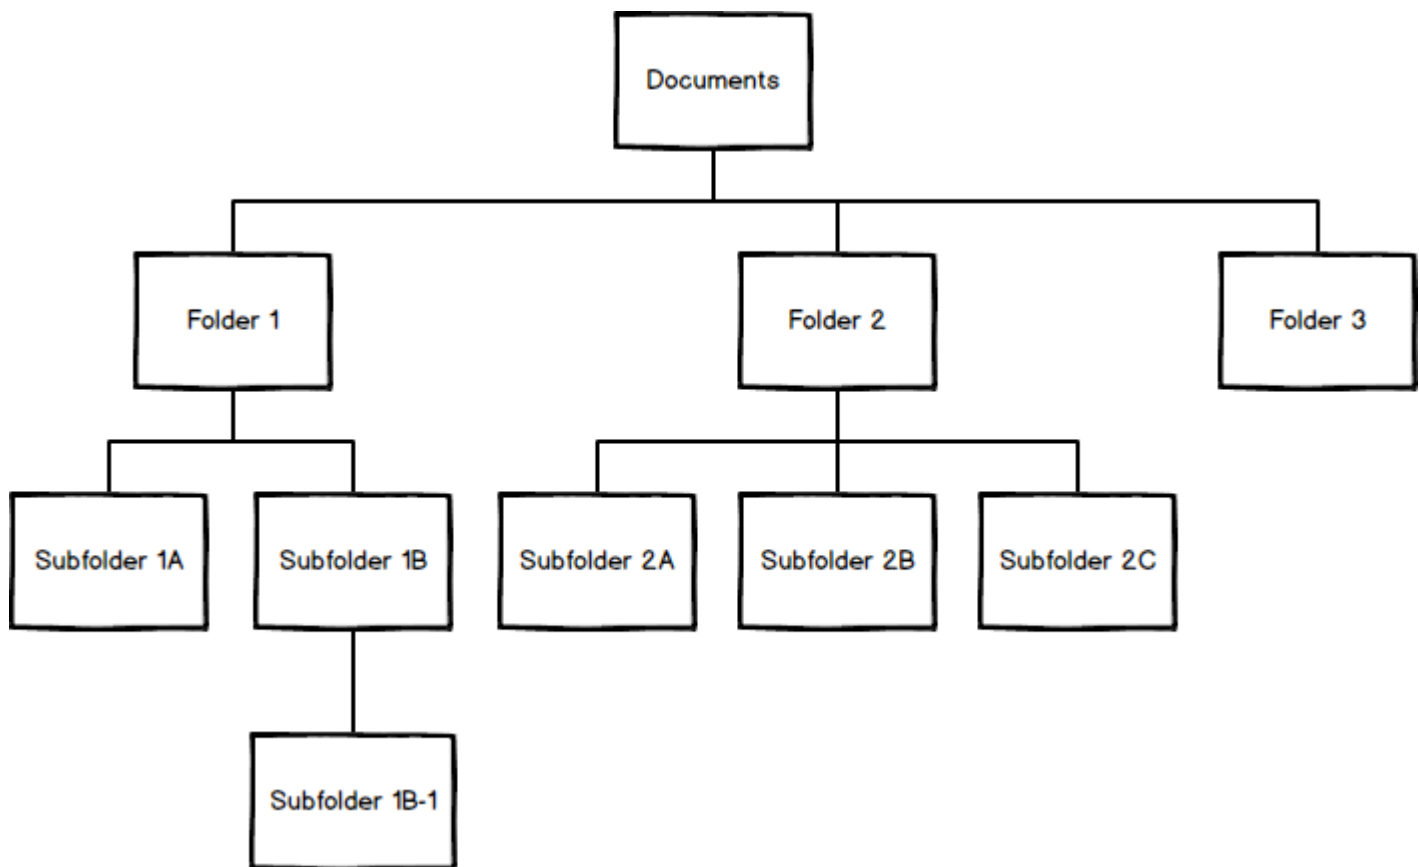 Documents
Folder 1
Folder 2
Folder 3
Subfolder 1A
Subfolder 1B
Subfolder 2A
Subfolder 2B
Subfolder 2C
Subfolder 1B-1